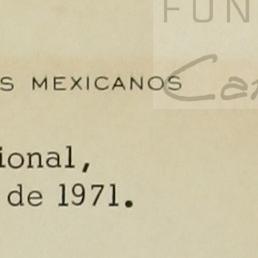 FUN
S MEXICANOS
ional,
de 1971.